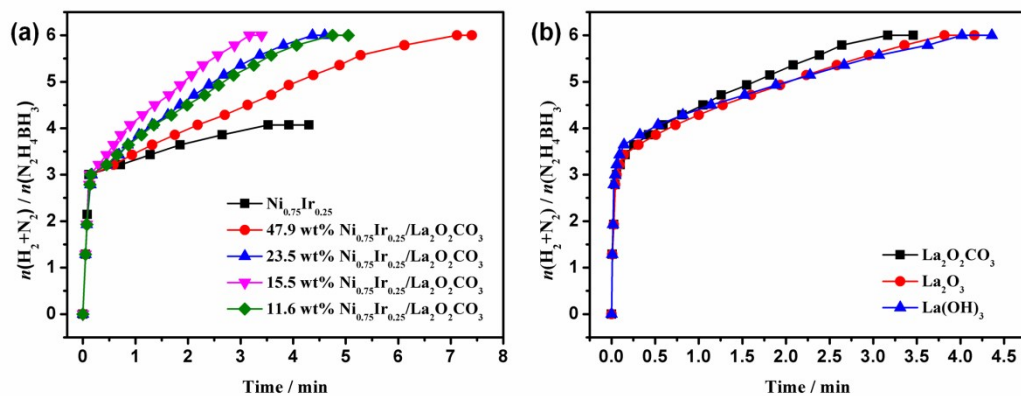 (a)
n(H₂+N₂) / n(N₂H₄BH₃)
6
5
4
3
2
1
0
Ni₀.₇₅Ir₀.₂₅
47.9 wt% Ni₀.₇₅Ir₀.₂₅/La₂O₂CO₃
23.5 wt% Ni₀.₇₅Ir₀.₂₅/La₂O₂CO₃
15.5 wt% Ni₀.₇₅Ir₀.₂₅/La₂O₂CO₃
11.6 wt% Ni₀.₇₅Ir₀.₂₅/La₂O₂CO₃
0 1 2 3 4 5 6 7 8
Time / min
(b)
n(H₂+N₂) / n(N₂H₄BH₃)
6
5
4
3
2
1
0
La₂O₂CO₃
La₂O₃
La(OH)₃
0.0 0.5 1.0 1.5 2.0 2.5 3.0 3.5 4.0 4.5
Time / min